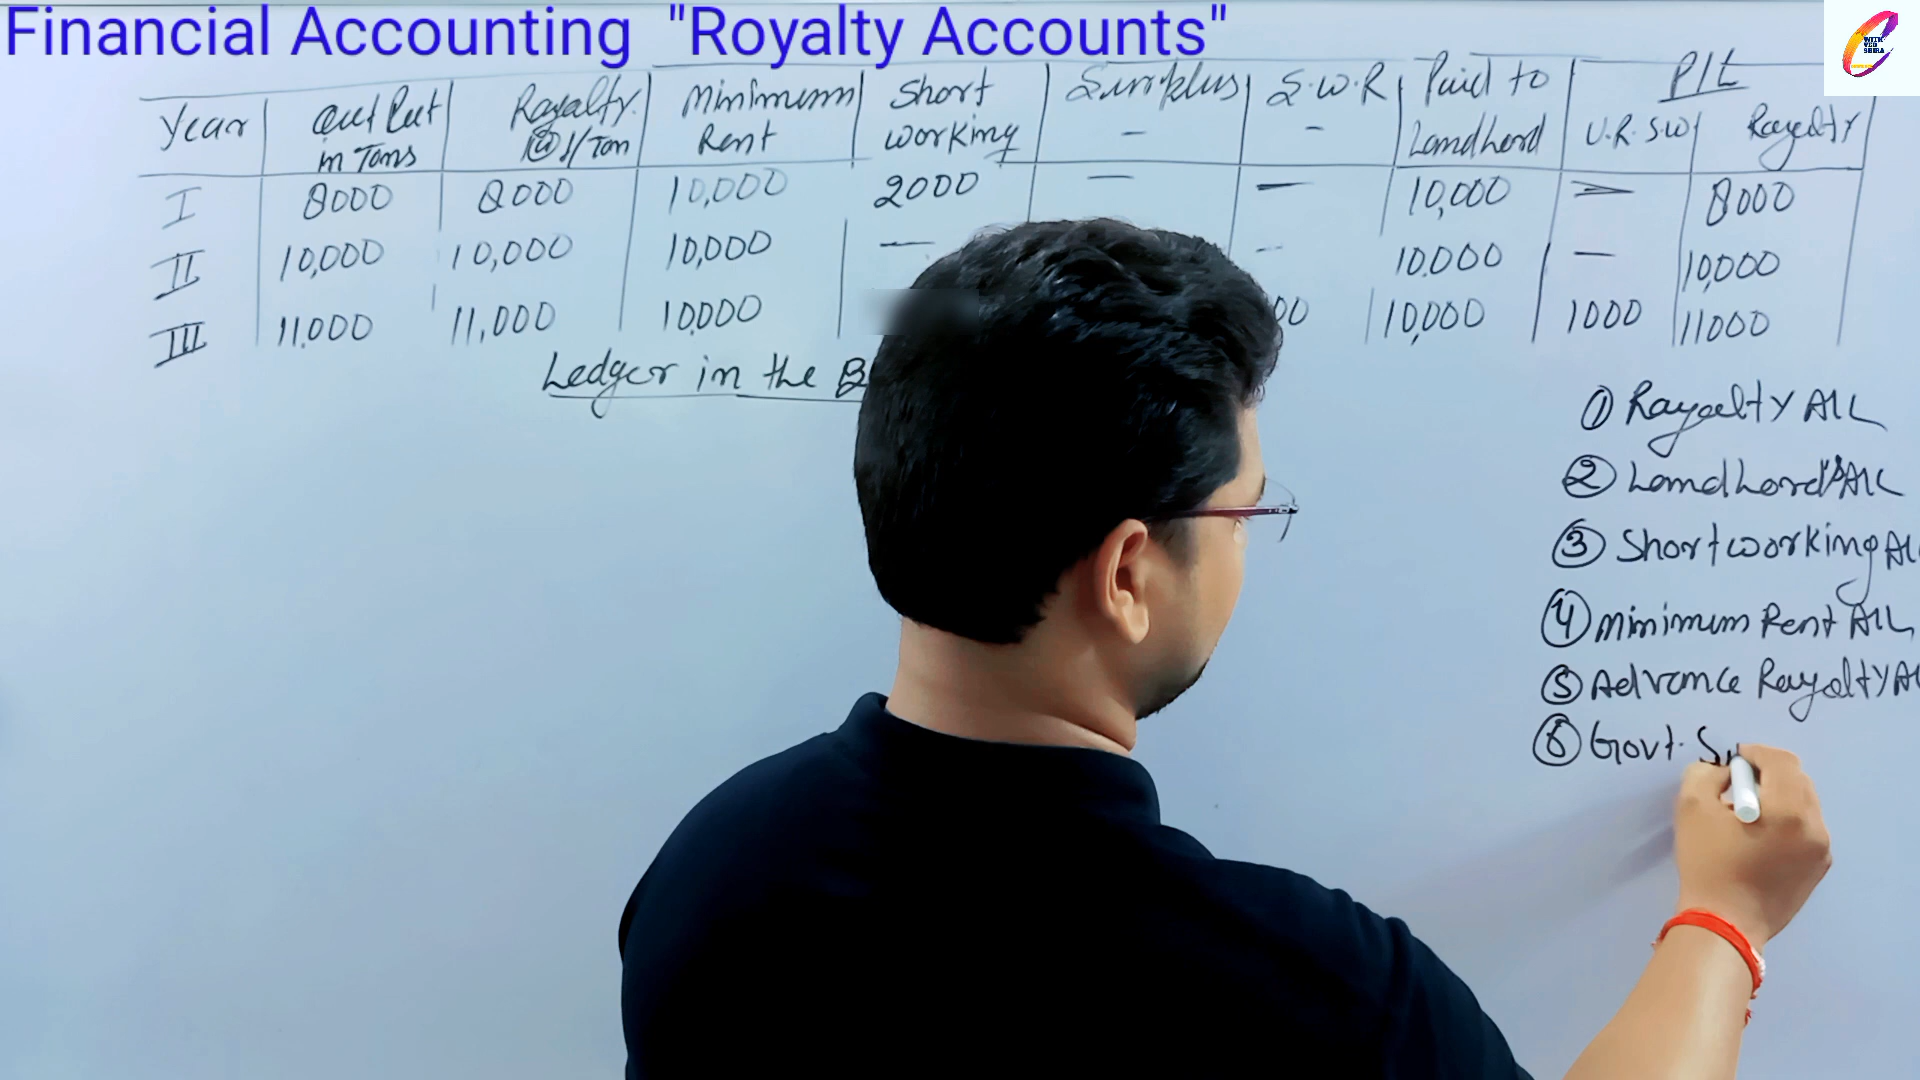 Financial Accounting "Royalty Accounts"
Year | Out Put in Tons | Royalty @ 1/Ton | Minimum Rent | Short working | Surplus - | S.W.R - | Paid to Landlord | P/L U.R.S.W | Royalty
I | 8000 | 8000 | 10,000 | 2000 | — | — | 10,000 | — | 8000
II | 10,000 | 10,000 | 10,000 | — | - | 10.000 | — | 10,000
III | 11.000 | 11,000 | 10,000 | 00 | 10,000 | 1000 | 11000
Ledger in the B
① Royalty A/c
② Landlord's A/c
③ Shortworking A/c
④ Minimum Rent A/c
⑤ Advance Royalty A/c
⑥ Govt. Su